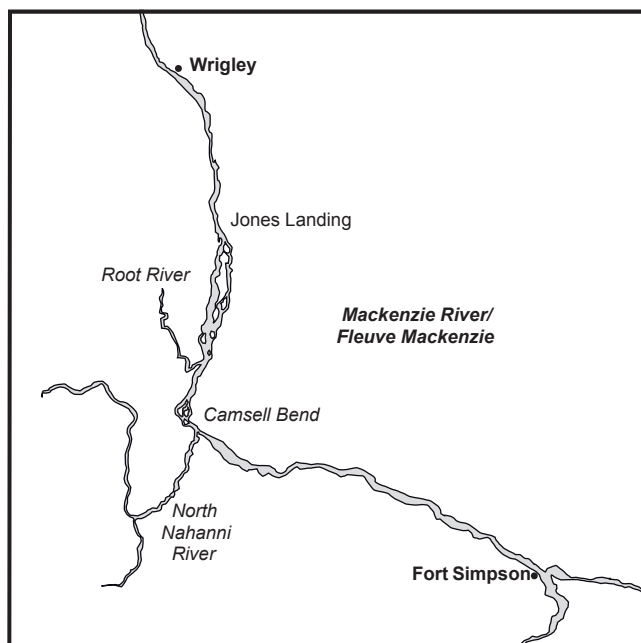 Wrigley
Jones Landing
Root River
Mackenzie River/
Fleuve Mackenzie
Camsell Bend
North
Nahanni
River
Fort Simpson